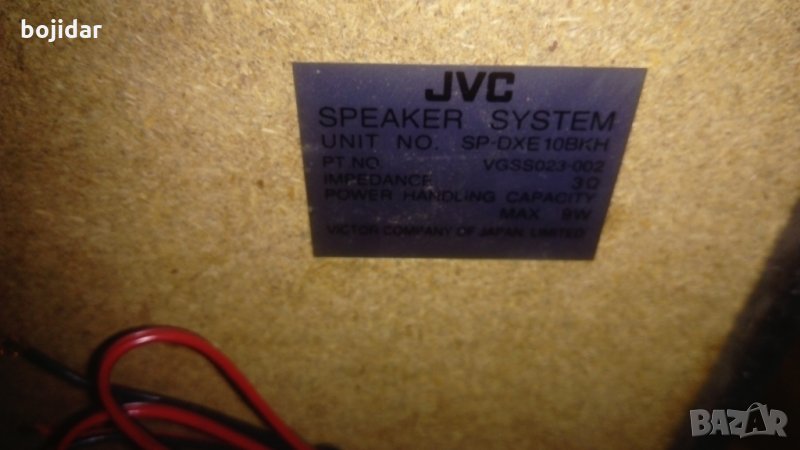 bojidar
JVC
SPEAKER SYSTEM
UNIT NO. SP-DXE10BKH
PT.NO. VGSS023-002
IMPEDANCE 3Ω
POWER HANDLING CAPACITY
MAX 9W
VICTOR COMPANY OF JAPAN, LIMITED
BAZAR